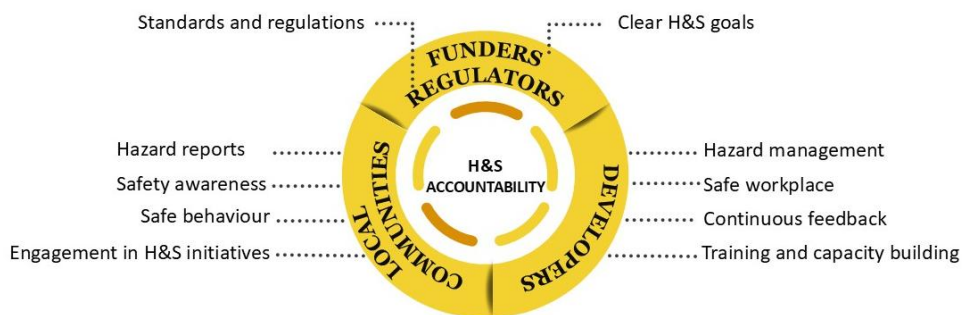 Standards and regulations
Clear H&S goals
FUNDERS
REGULATORS
Hazard reports
Safety awareness
Safe behaviour
Engagement in H&S initiatives
LOCAL
COMMUNITIES
H&S
ACCOUNTABILITY
DEVELOPERS
Hazard management
Safe workplace
Continuous feedback
Training and capacity building